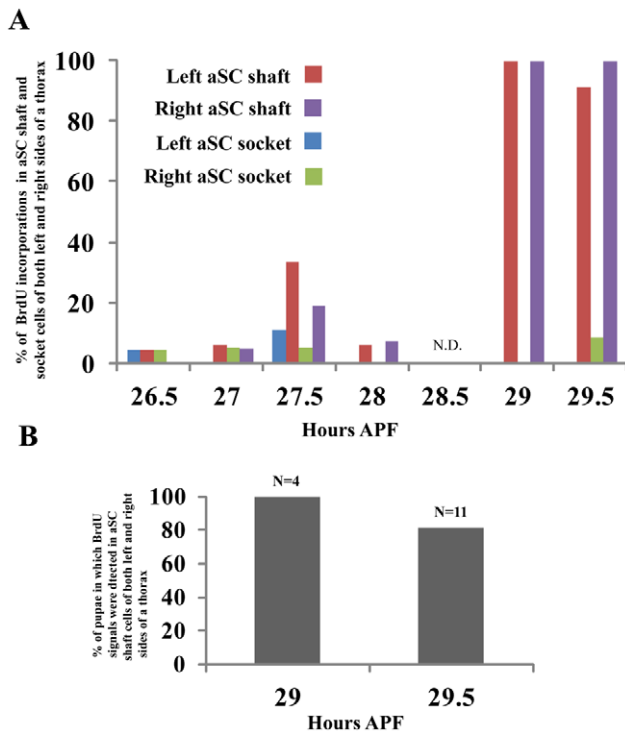 A
% of BrdU incorporations in aSC shaft and
socket cells of both left and right sides of a thorax
100
80
60
40
20
0
Left aSC shaft
Right aSC shaft
Left aSC socket
Right aSC socket
N.D.
26.5 27 27.5 28 28.5 29 29.5
Hours APF
B
% of pupae in which BrdU
signals were dtected in aSC
shaft cells of both left and right
sides of a thorax
100
80
60
40
20
0
N=4
N=11
29 29.5
Hours APF